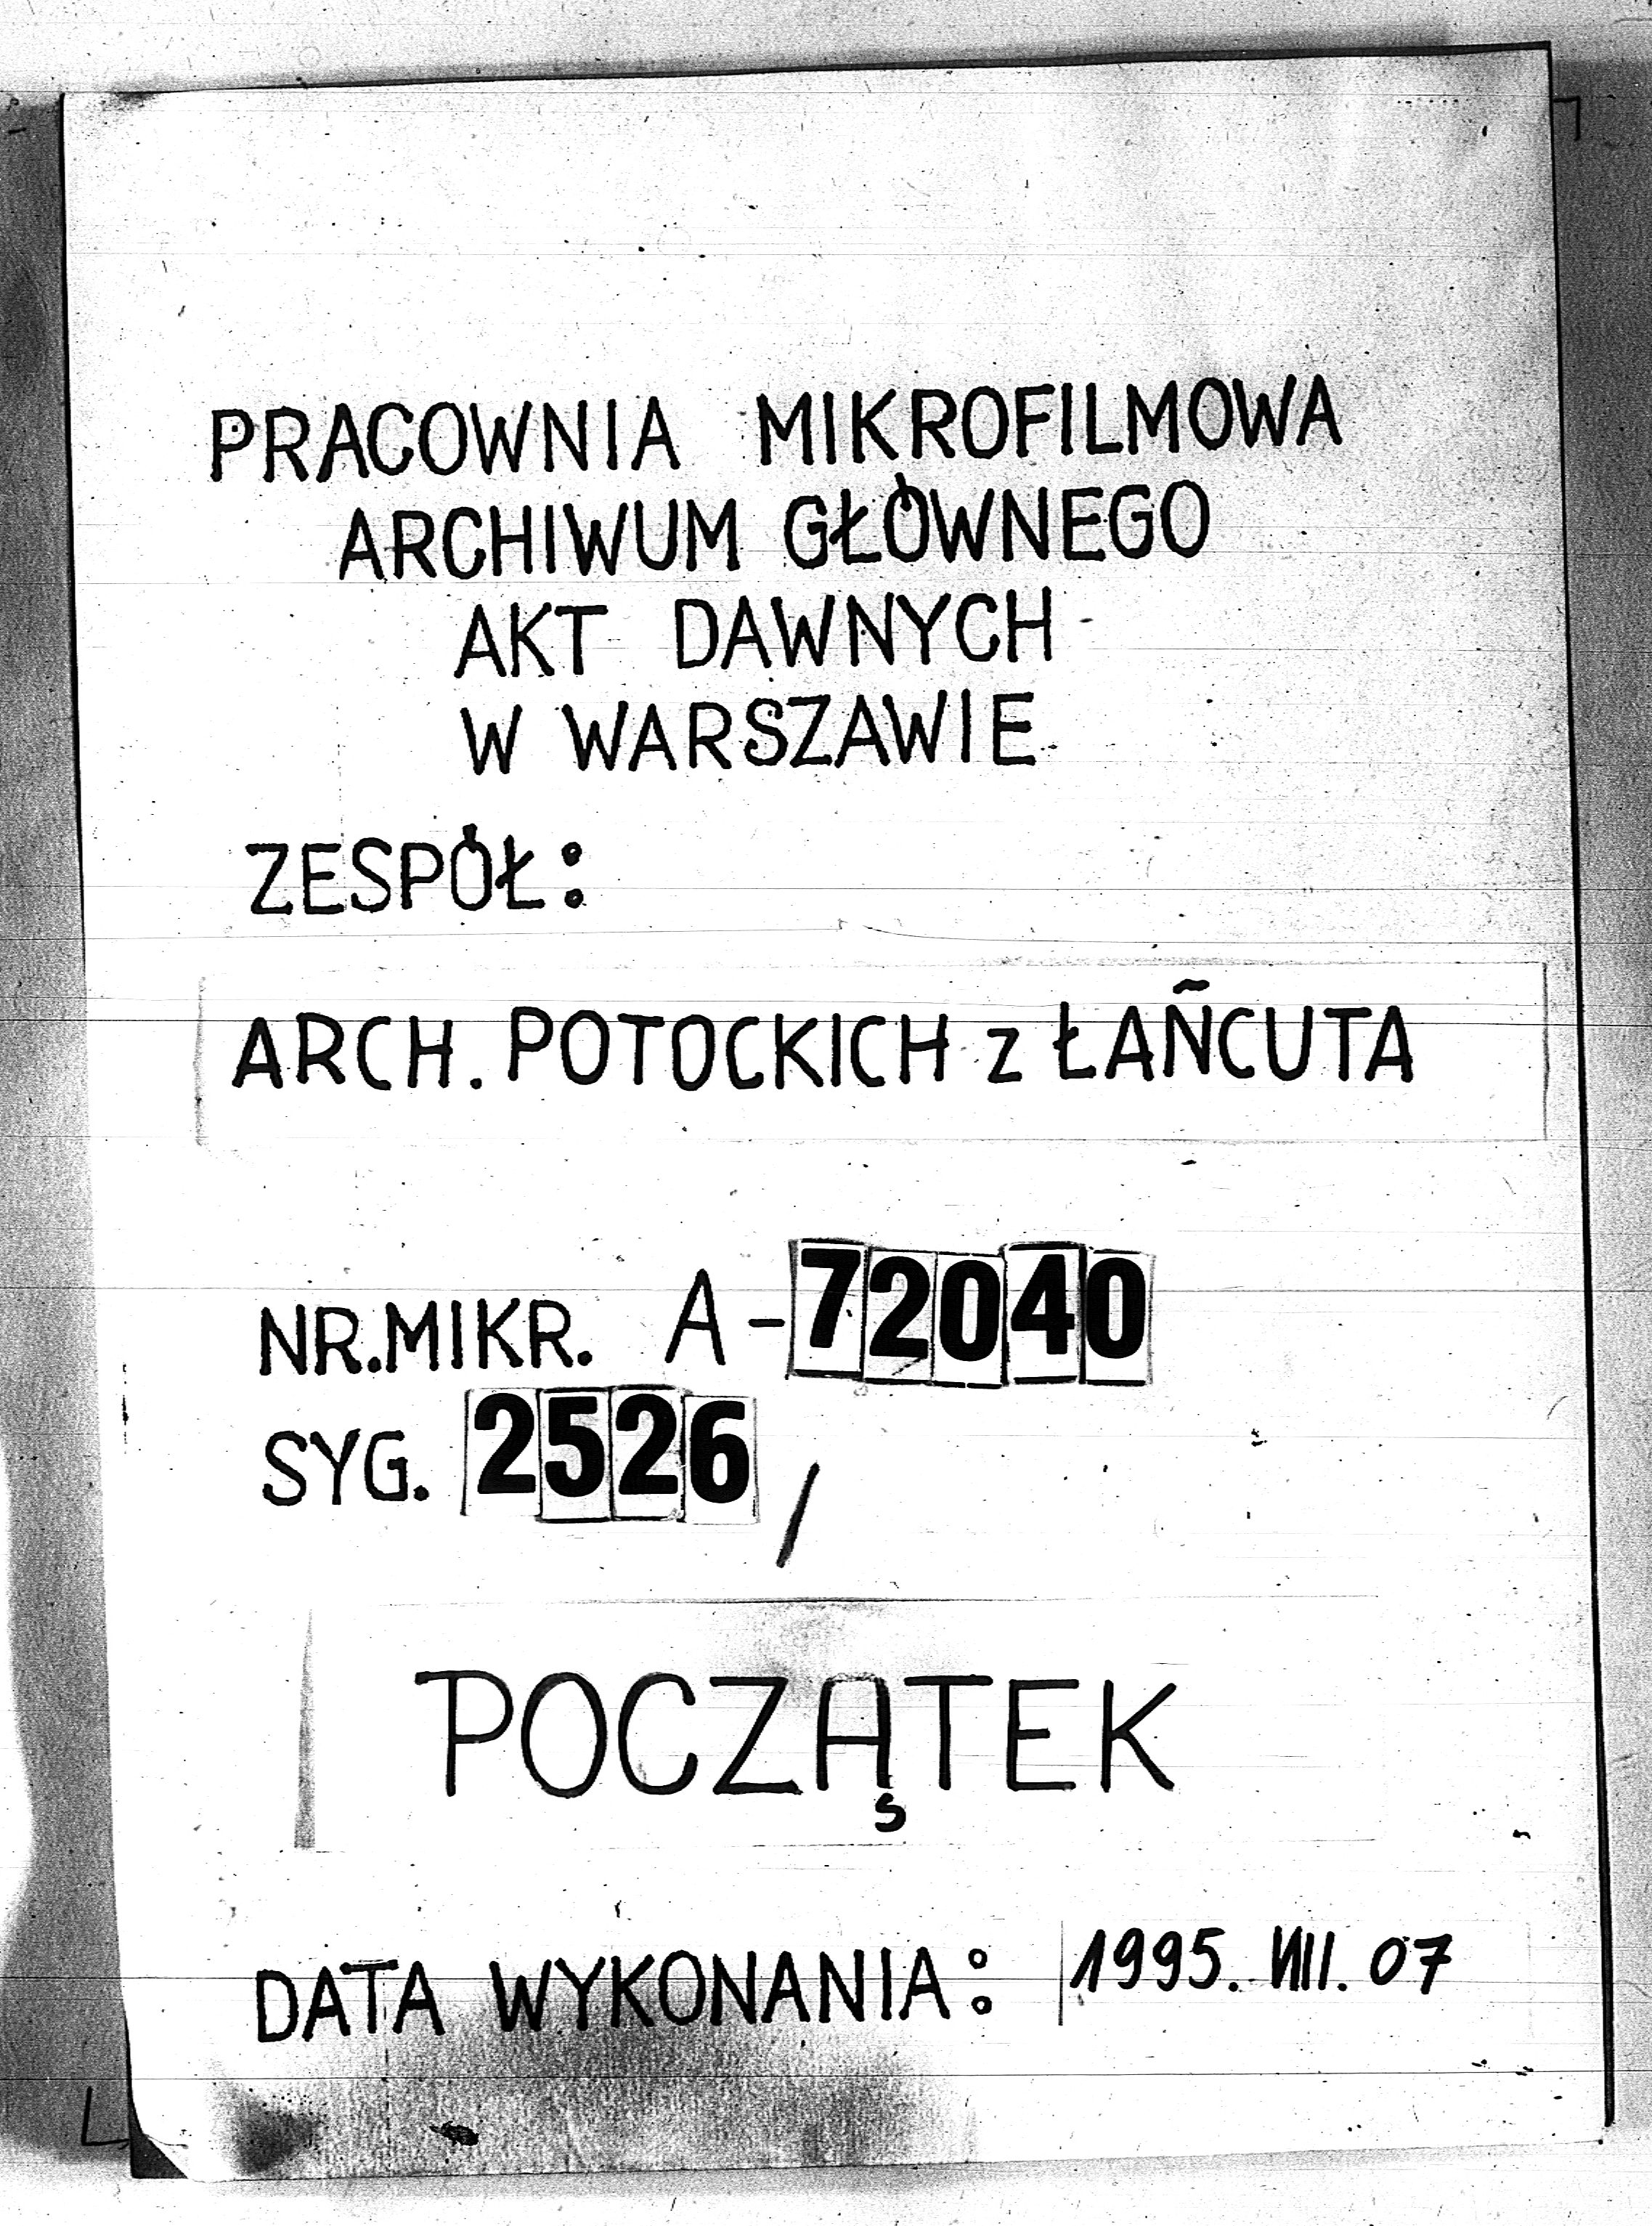 PRACOWNIA MIKROFILMOWA
ARCHIWUM GŁÓWNEGO
AKT DAWNYCH
W WARSZAWIE
ZESPÓŁ:
ARCH. POTOCKICH z ŁAŃCUTA
NR.MIKR. A-72040
SYG. 2526/
POCZĄTEK
DATA WYKONANIA: 1995. VIII. 07